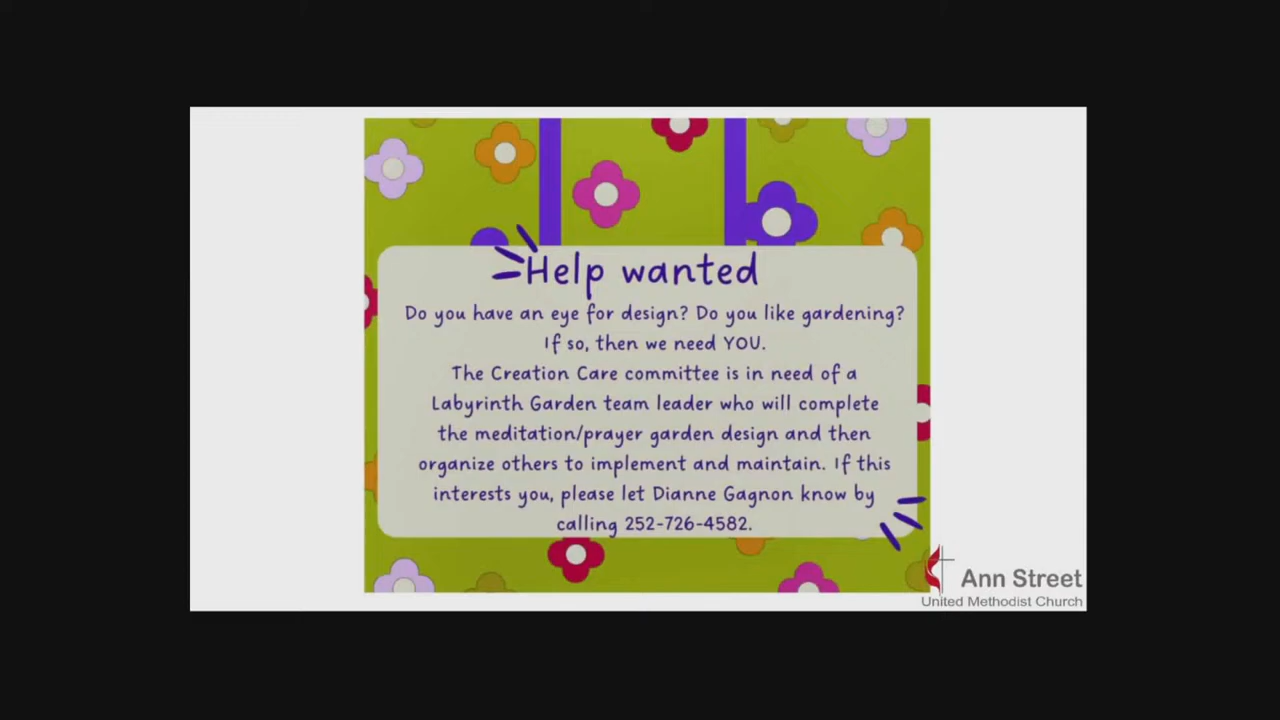 Help wanted
Do you have an eye for design? Do you like gardening?
If so, then we need YOU.
The Creation Care committee is in need of a
Labyrinth Garden team leader who will complete
the meditation/prayer garden design and then
organize others to implement and maintain. If this
interests you, please let Dianne Gagnon know by
calling 252-726-4582.
Ann Street
United Methodist Church